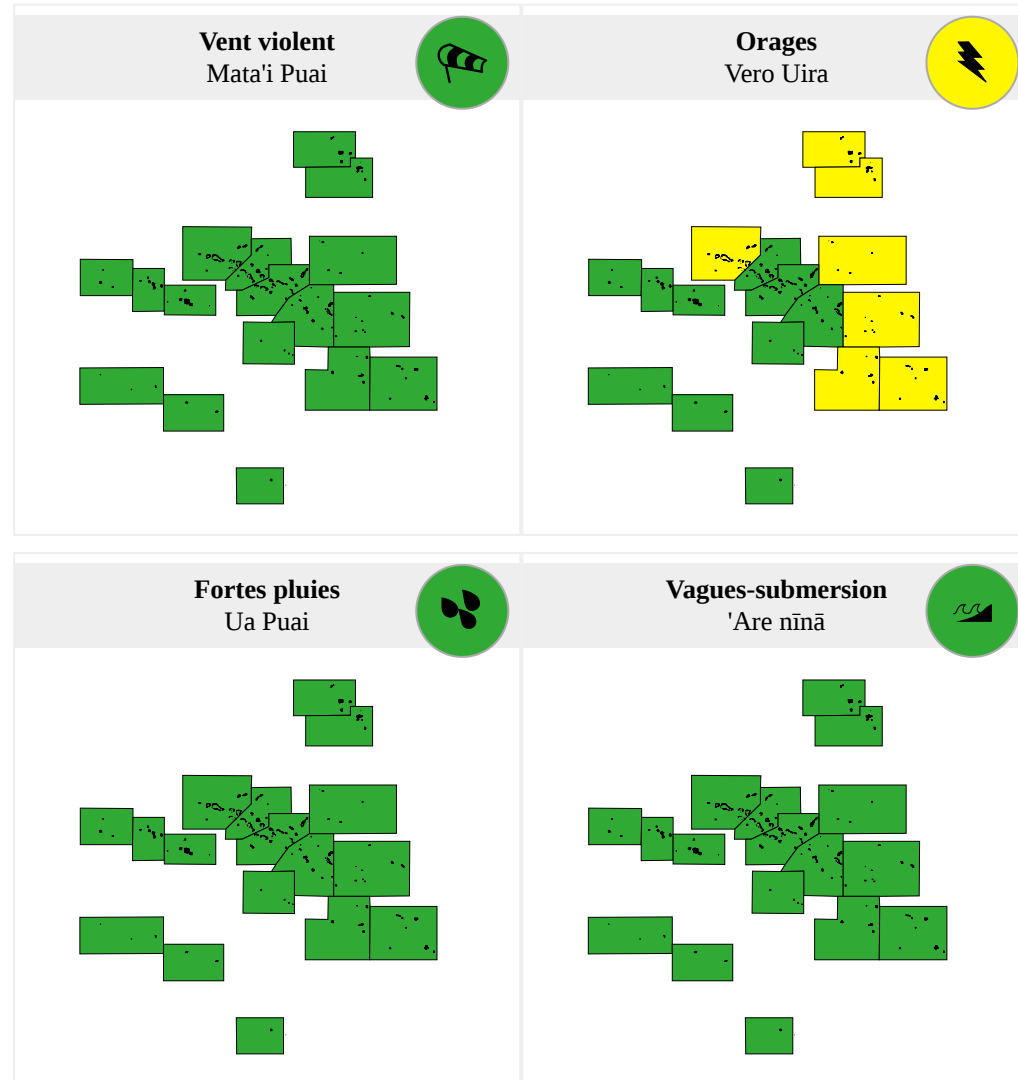 Vent violent
Mata'i Puai
Orages
Vero Uira
Fortes pluies
Ua Puai
Vagues-submersion
'Are nīnā